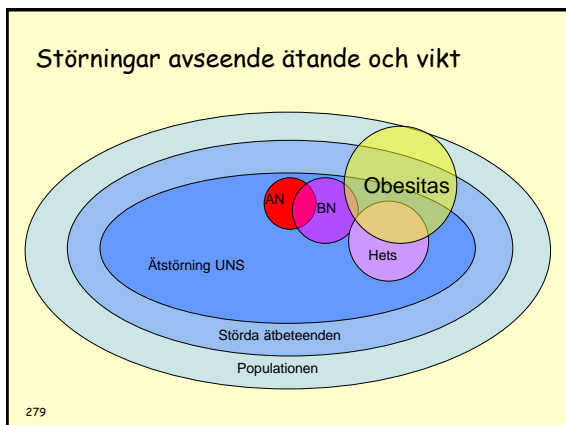 Störningar avseende ätande och vikt
Obesitas
AN
BN
Hets
Ätstörning UNS
Störda ätbeteenden
Populationen
279